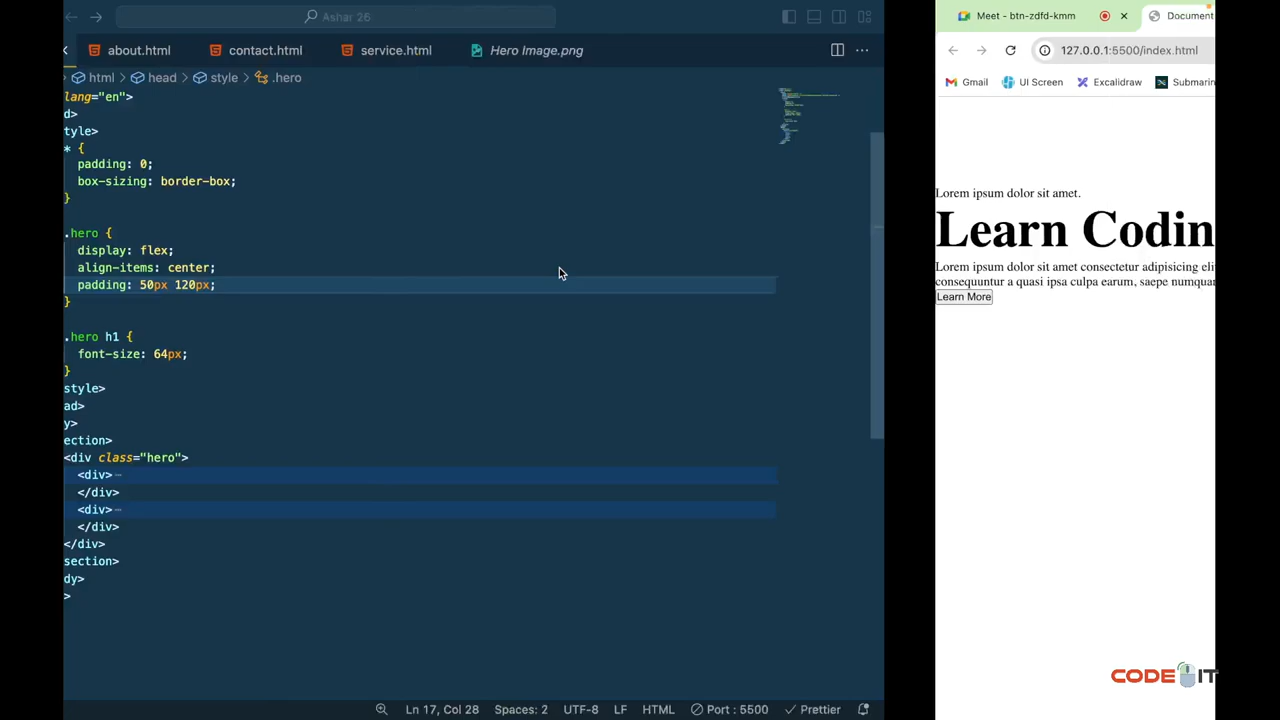 Ashar 26
about.html
contact.html
service.html
Hero Image.png
html > head > style > .hero
lang="en">
d>
tyle>
* {
padding: 0;
box-sizing: border-box;
}
.hero {
display: flex;
align-items: center;
padding: 50px 120px;
}
.hero h1 {
font-size: 64px;
}
style>
ad>
y>
ection>
<div class="hero">
<div>
</div>
<div>
</div>
</div>
section>
dy>
>
Ln 17, Col 28
Spaces: 2
UTF-8
LF
HTML
Port : 5500
Prettier
Meet - btn-zdfd-kmm
Document
127.0.0.1:5500/index.html
Gmail
UI Screen
Excalidraw
Submarin
Lorem ipsum dolor sit amet.
Learn Codin
Lorem ipsum dolor sit amet consectetur adipisicing eli
consequuntur a quasi ipsa culpa earum, saepe numquar
Learn More
CODE IT